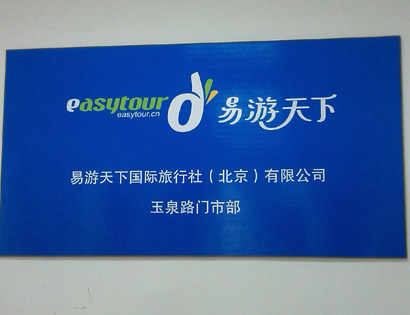 easytour 易游天下
easytour.cn
易游天下国际旅行社（北京）有限公司
玉泉路门市部